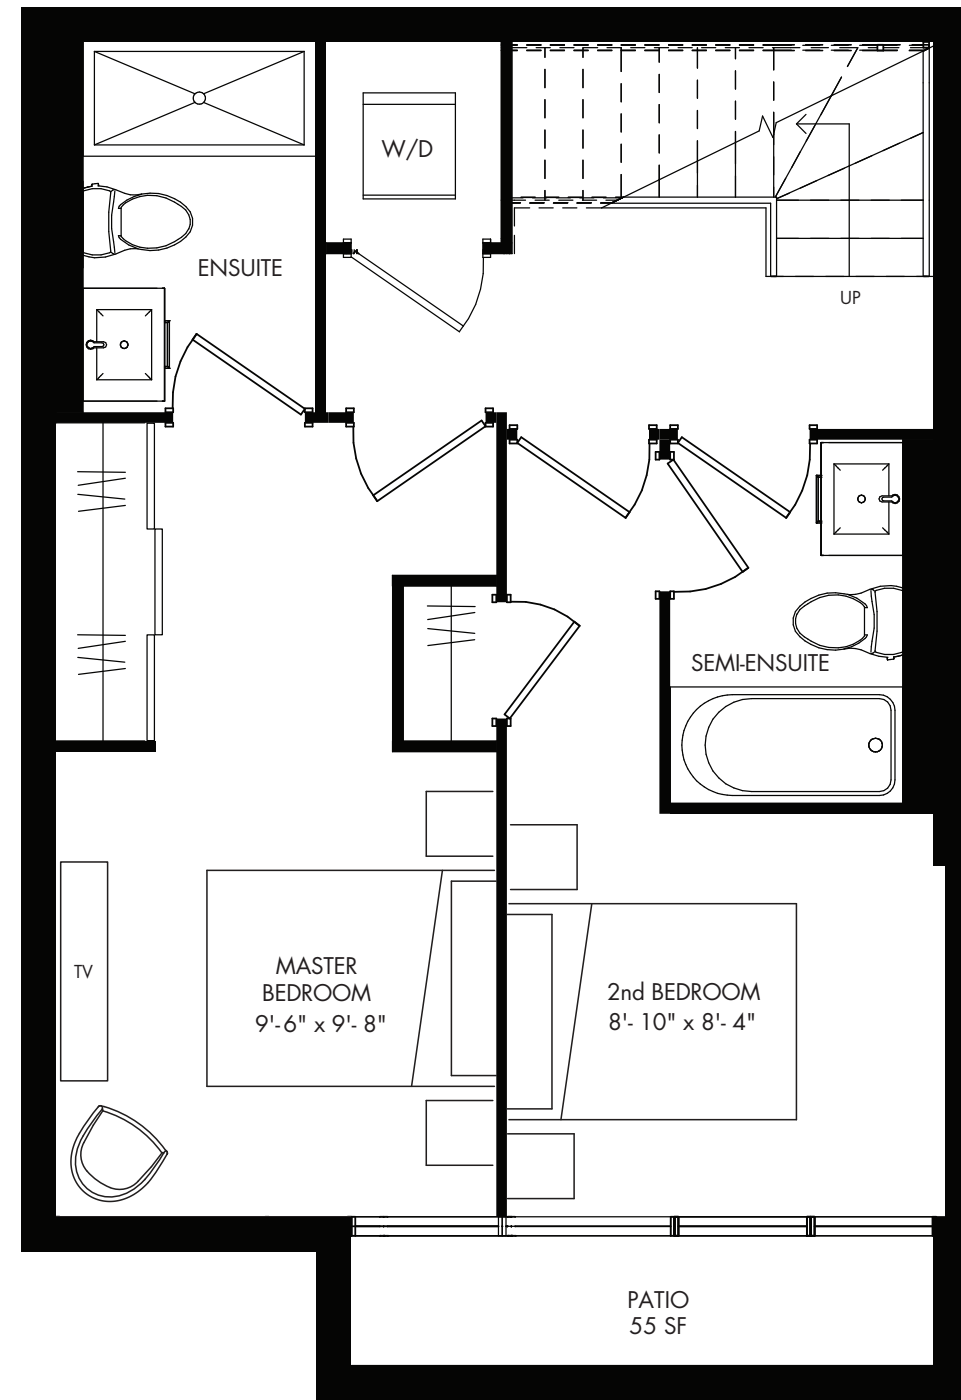 W/D
ENSUITE
UP
SEMI-ENSUITE
TV
MASTER
BEDROOM
9'-6" x 9'- 8"
2nd BEDROOM
8'- 10" x 8'- 4"
PATIO
55 SF